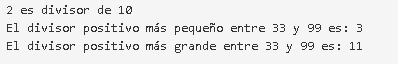 2 es divisor de 10
El divisor positivo más pequeño entre 33 y 99 es: 3
El divisor positivo más grande entre 33 y 99 es: 11